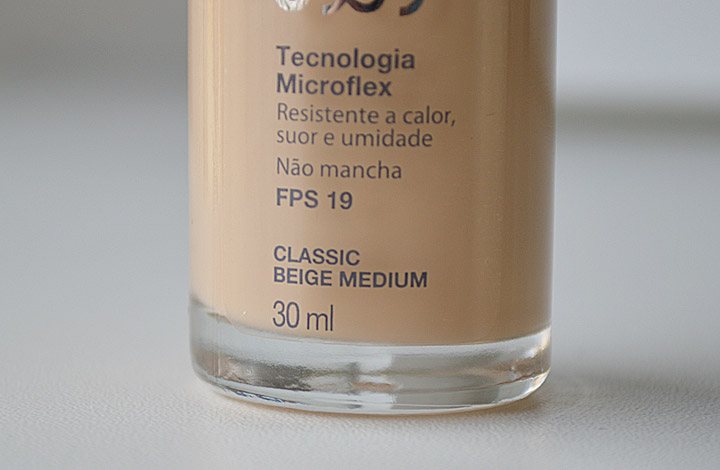 Tecnologia
Microflex
Resistente a calor,
suor e umidade
Não mancha
FPS 19
CLASSIC
BEIGE MEDIUM
30 ml